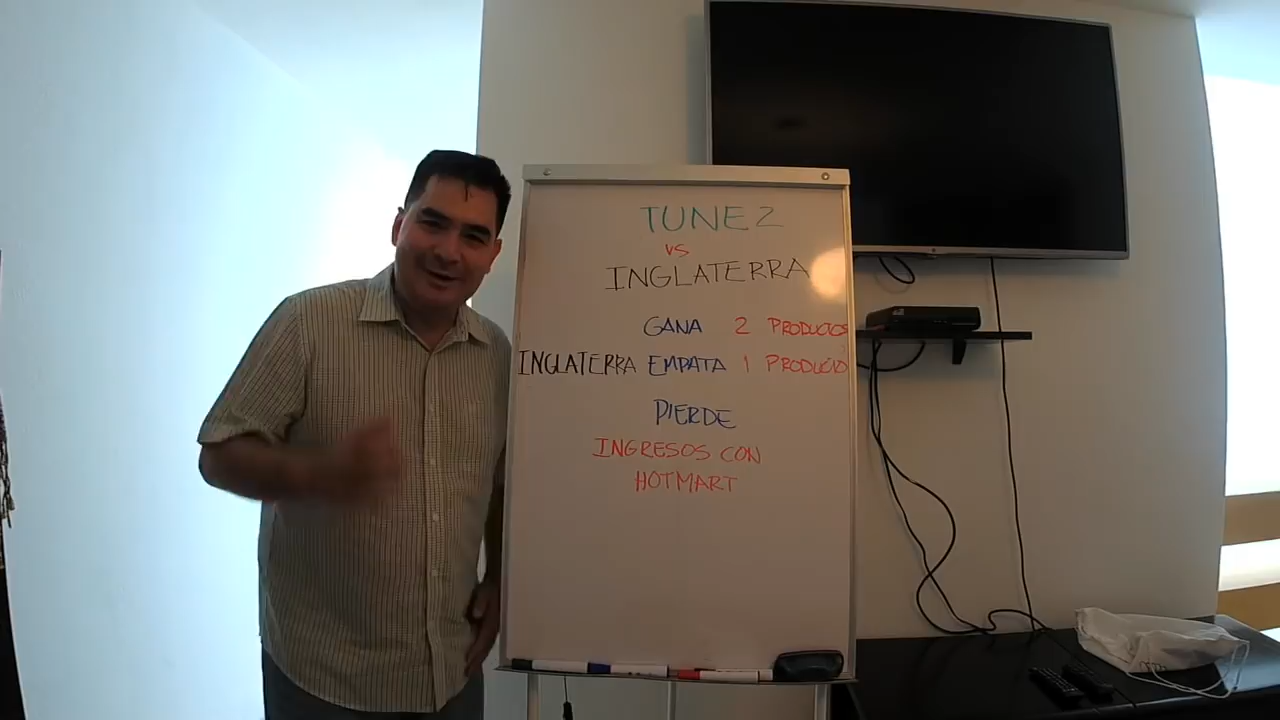 TUNEZ
VS
INGLATERRA
GANA 2 PRODUCTOS
INGLATERRA EMPATA 1 PRODUCTO
PIERDE
INGRESOS CON
HOTMART